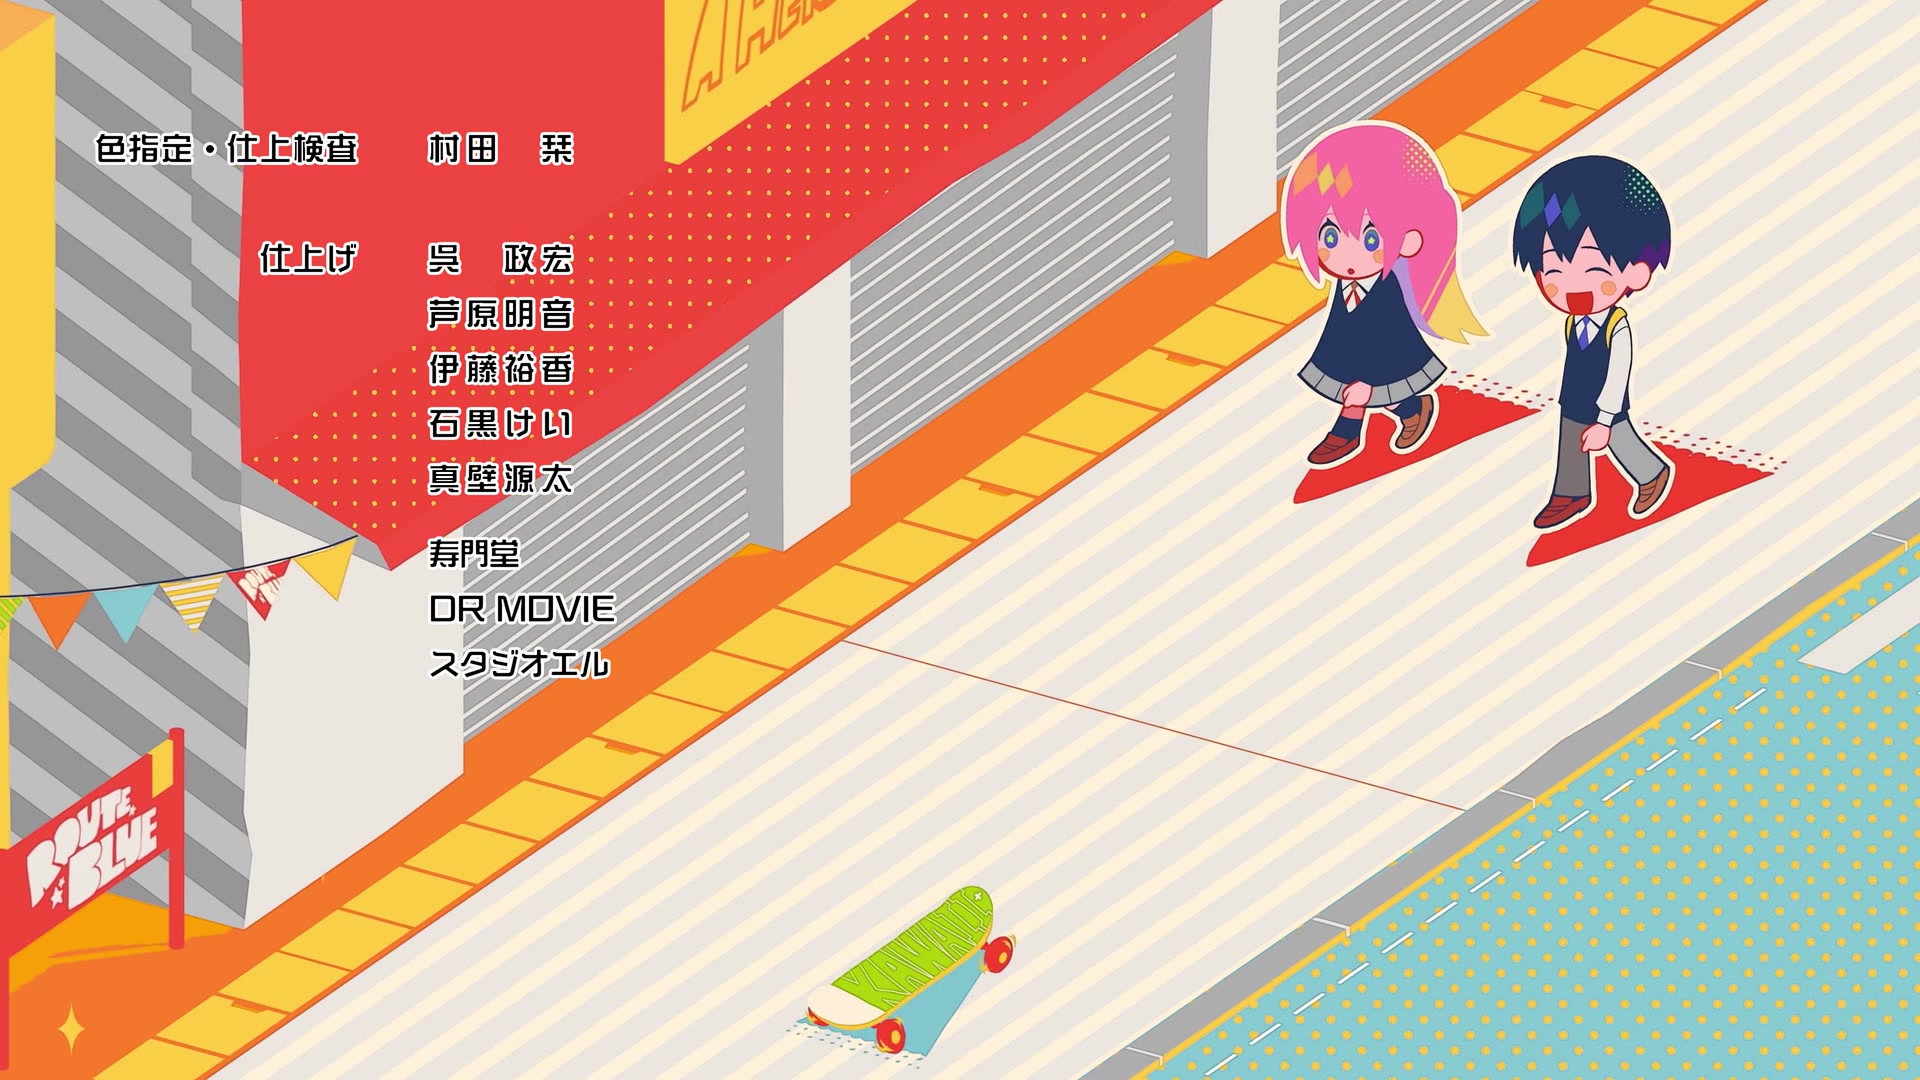 色指定・仕上検査 村田 栞
仕上げ 呉 政宏
芦原明音
伊藤裕香
石黒けい
真壁源太
寿門堂
DR MOVIE
スタジオエル
ROUTE
BLUE